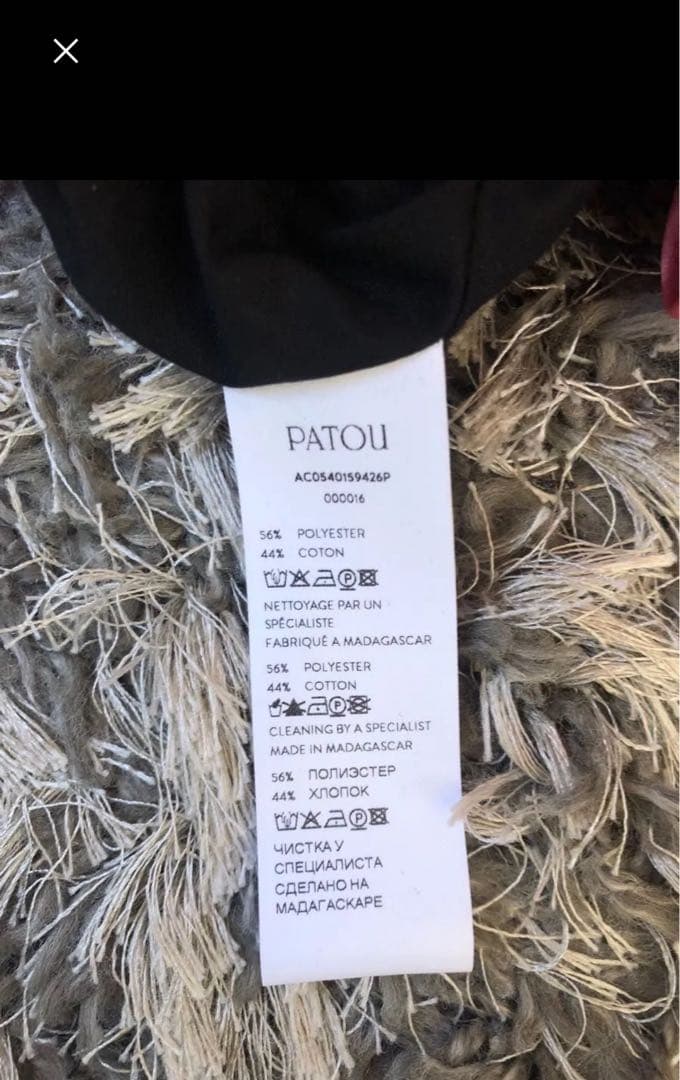 PATOU
AC0540159426P
000016
56% POLYESTER
44% COTON
NETTOYAGE PAR UN
SPÉCIALISTE
FABRIQUÉ A MADAGASCAR
56% POLYESTER
44% COTTON
CLEANING BY A SPECIALIST
MADE IN MADAGASCAR
56% ПОЛИЭСТЕР
44% ХЛОПОК
ЧИСТКА У
СПЕЦИАЛИСТА
СДЕЛАНО НА
МАДАГАСКАРЕ